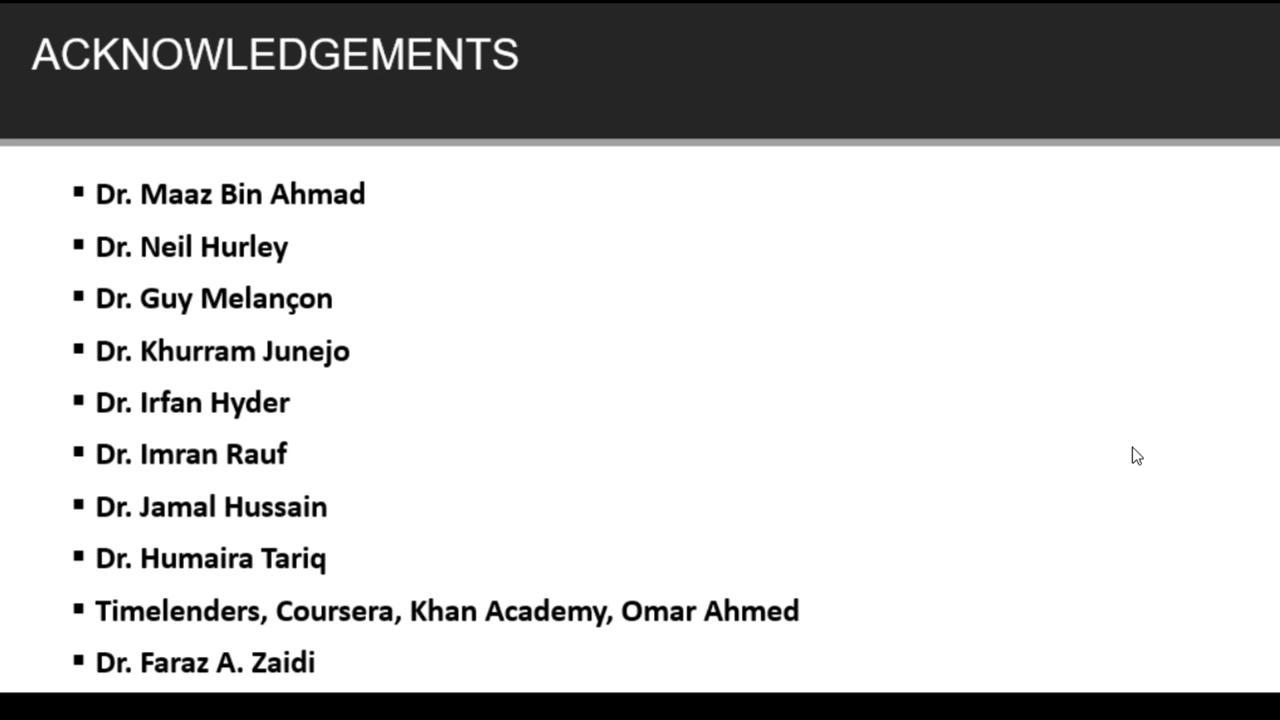 ACKNOWLEDGEMENTS
▪ Dr. Maaz Bin Ahmad
▪ Dr. Neil Hurley
▪ Dr. Guy Melançon
▪ Dr. Khurram Junejo
▪ Dr. Irfan Hyder
▪ Dr. Imran Rauf
▪ Dr. Jamal Hussain
▪ Dr. Humaira Tariq
▪ Timelenders, Coursera, Khan Academy, Omar Ahmed
▪ Dr. Faraz A. Zaidi